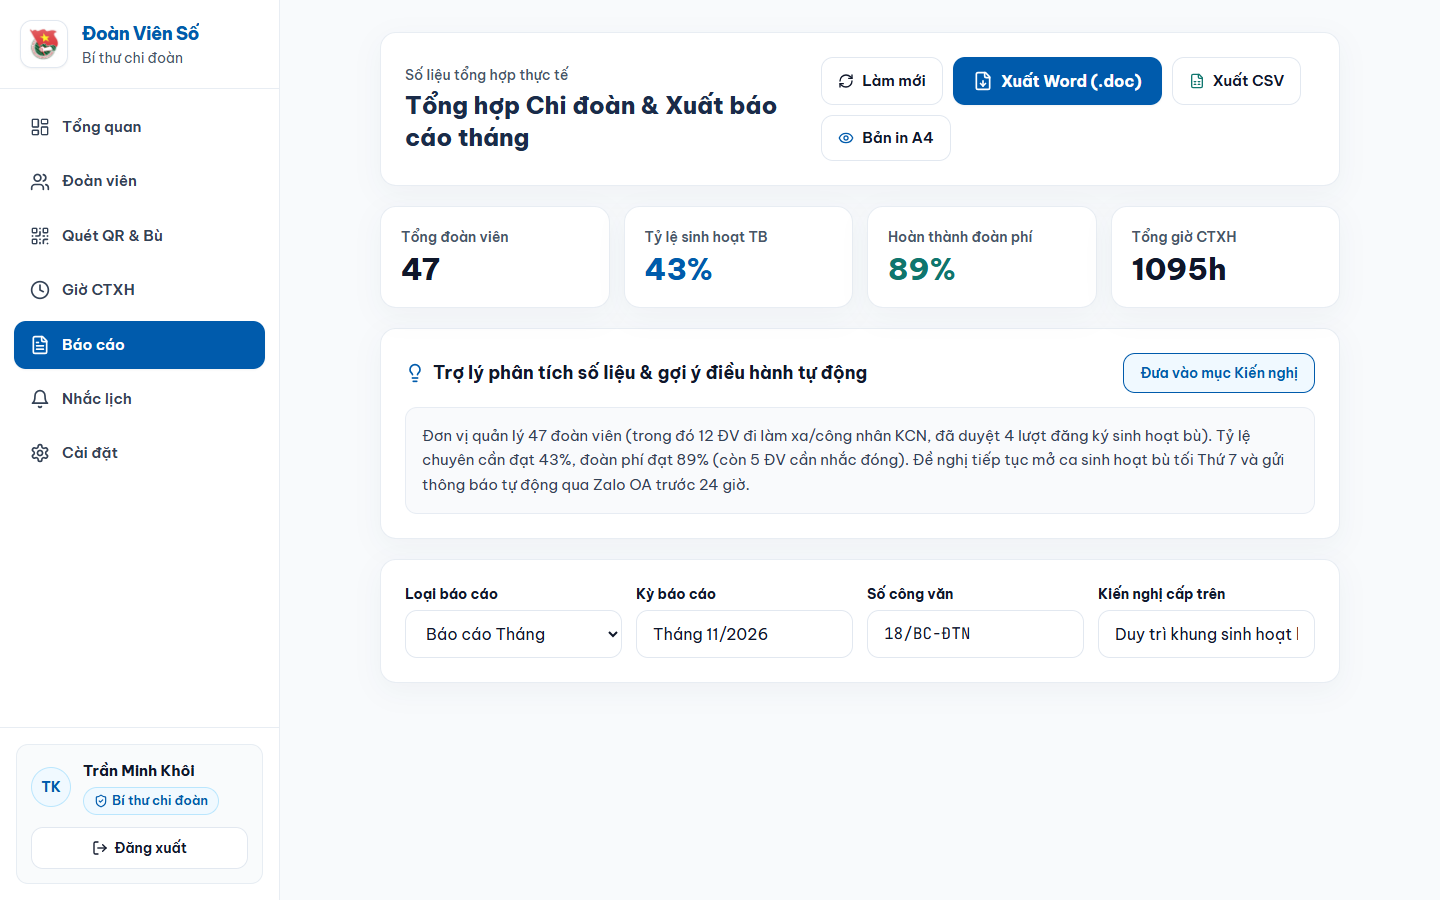 Đoàn Viên Số
Bí thư chi đoàn
Tổng quan
Đoàn viên
Quét QR & Bù
Giờ CTXH
Báo cáo
Nhắc lịch
Cài đặt
TK
Trần Minh Khôi
Bí thư chi đoàn
Đăng xuất
Số liệu tổng hợp thực tế
Tổng hợp Chi đoàn & Xuất báo
cáo tháng
Làm mới
Xuất Word (.doc)
Xuất CSV
Bản in A4
Tổng đoàn viên
47
Tỷ lệ sinh hoạt TB
43%
Hoàn thành đoàn phí
89%
Tổng giờ CTXH
1095h
Trợ lý phân tích số liệu & gợi ý điều hành tự động
Đưa vào mục Kiến nghị
Đơn vị quản lý 47 đoàn viên (trong đó 12 ĐV đi làm xa/công nhân KCN, đã duyệt 4 lượt đăng ký sinh hoạt bù). Tỷ lệ
chuyên cần đạt 43%, đoàn phí đạt 89% (còn 5 ĐV cần nhắc đóng). Đề nghị tiếp tục mở ca sinh hoạt bù tối Thứ 7 và gửi
thông báo tự động qua Zalo OA trước 24 giờ.
Loại báo cáo
Báo cáo Tháng
Kỳ báo cáo
Tháng 11/2026
Số công văn
18/BC-ĐTN
Kiến nghị cấp trên
Duy trì khung sinh hoạt